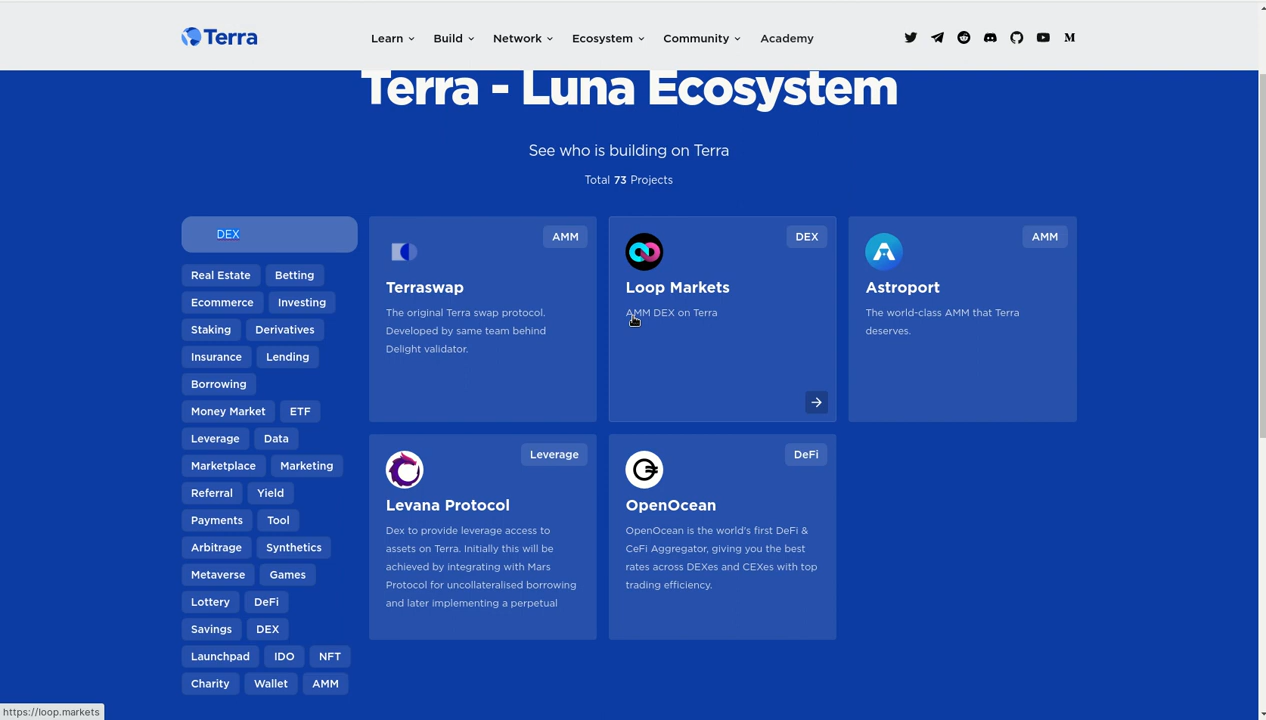 Terra
Learn
Build
Network
Ecosystem
Community
Academy
M
Terra - Luna Ecosystem
See who is building on Terra
Total 73 Projects
DEX
Real Estate
Betting
Ecommerce
Investing
Staking
Derivatives
Insurance
Lending
Borrowing
Money Market
ETF
Leverage
Data
Marketplace
Marketing
Referral
Yield
Payments
Tool
Arbitrage
Synthetics
Metaverse
Games
Lottery
DeFi
Savings
DEX
Launchpad
IDO
NFT
Charity
Wallet
AMM
AMM
Terraswap
The original Terra swap protocol.
Developed by same team behind
Delight validator.
DEX
Loop Markets
AMM DEX on Terra
AMM
Astroport
The world-class AMM that Terra
deserves.
Leverage
Levana Protocol
Dex to provide leverage access to
assets on Terra. Initially this will be
achieved by integrating with Mars
Protocol for uncollateralised borrowing
and later implementing a perpetual
DeFi
OpenOcean
OpenOcean is the world's first DeFi &
CeFi Aggregator, giving you the best
rates across DEXes and CEXes with top
trading efficiency.
https://loop.markets